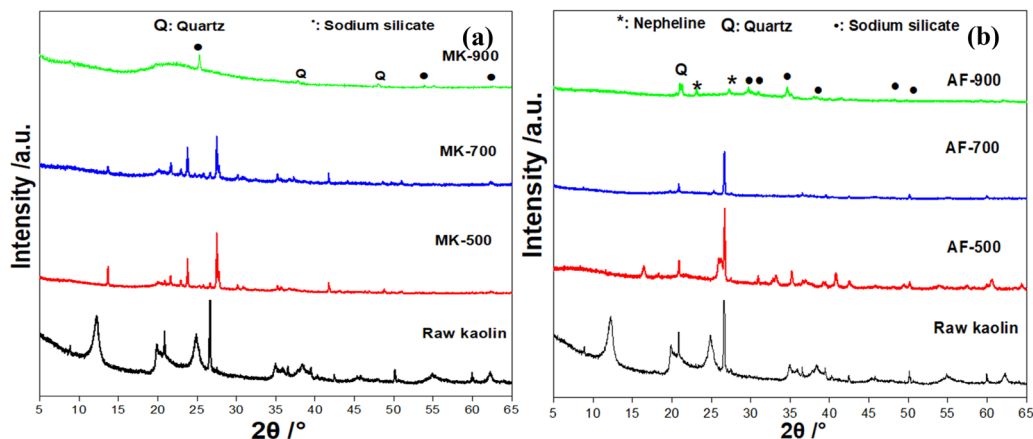 Q: Quartz •: Sodium silicate (a)
MK-900
Q
Q
MK-700
MK-500
Raw kaolin
Intensity /a.u.
5 10 15 20 25 30 35 40 45 50 55 60 65
2θ /°
*: Nepheline Q: Quartz •: Sodium silicate
(b)
Q
* *
AF-900
AF-700
AF-500
Raw kaolin
Intensity /a.u.
5 10 15 20 25 30 35 40 45 50 55 60 65
2θ /°